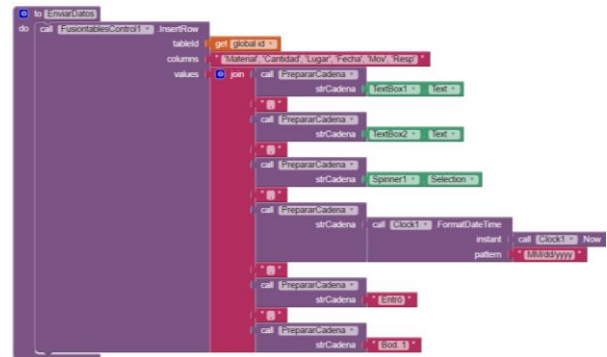 to EnviarDatos
do call FusiontablesControl1 .InsertRow
tableId get global id
columns " 'Material', 'Cantidad', 'Lugar', 'Fecha', 'Mov', 'Resp' "
values join call PrepararCadena
strCadena TextBox1 . Text
" , "
call PrepararCadena
strCadena TextBox2 . Text
" , "
call PrepararCadena
strCadena Spinner1 . Selection
" , "
call PrepararCadena
strCadena call Clock1 .FormatDateTime
instant call Clock1 .Now
pattern " MM/dd/yyyy "
" , "
call PrepararCadena
strCadena " Entró "
" , "
call PrepararCadena
strCadena " Bod. 1 "